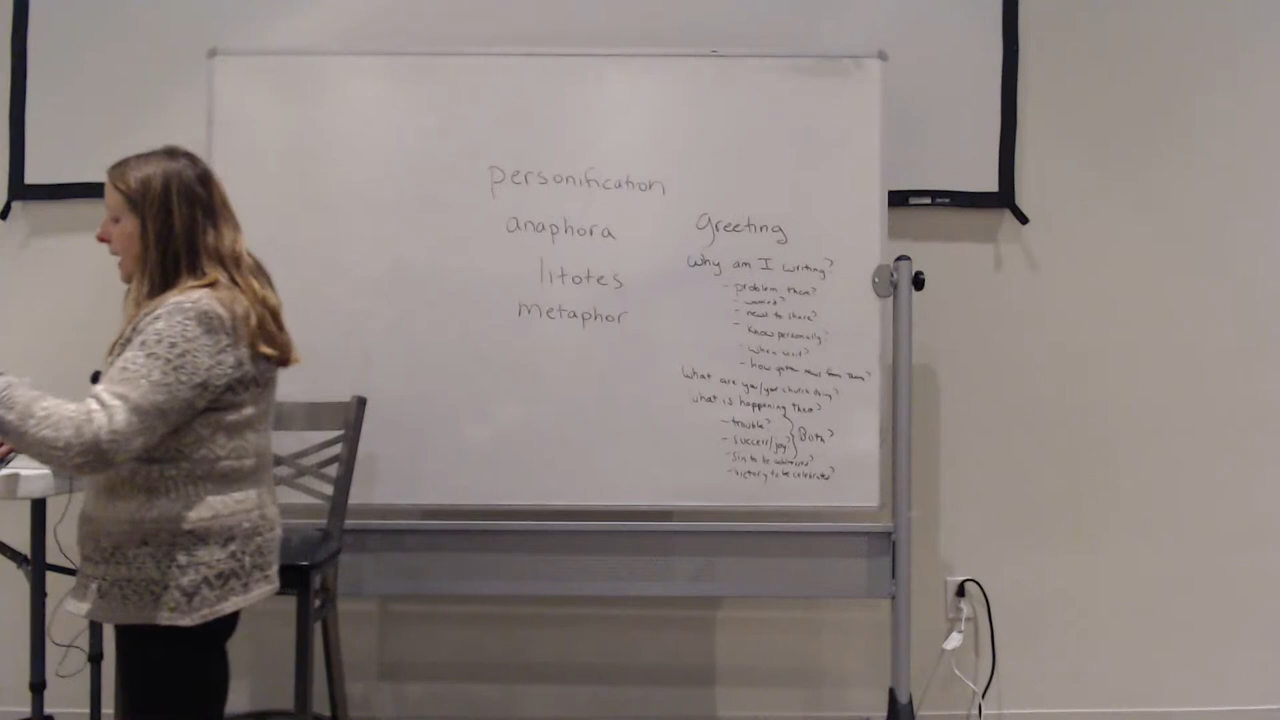 personification
anaphora
litotes
metaphor
Greeting
Why am I writing?
- problem there?
- worried?
- news to share?
- know personally?
- when visit?
- how gotten news from them?
What are you/your church doing?
what is happening there?
- trouble?
- success/joy?
Both?
- Sin to be addressed?
- victory to be celebrated?